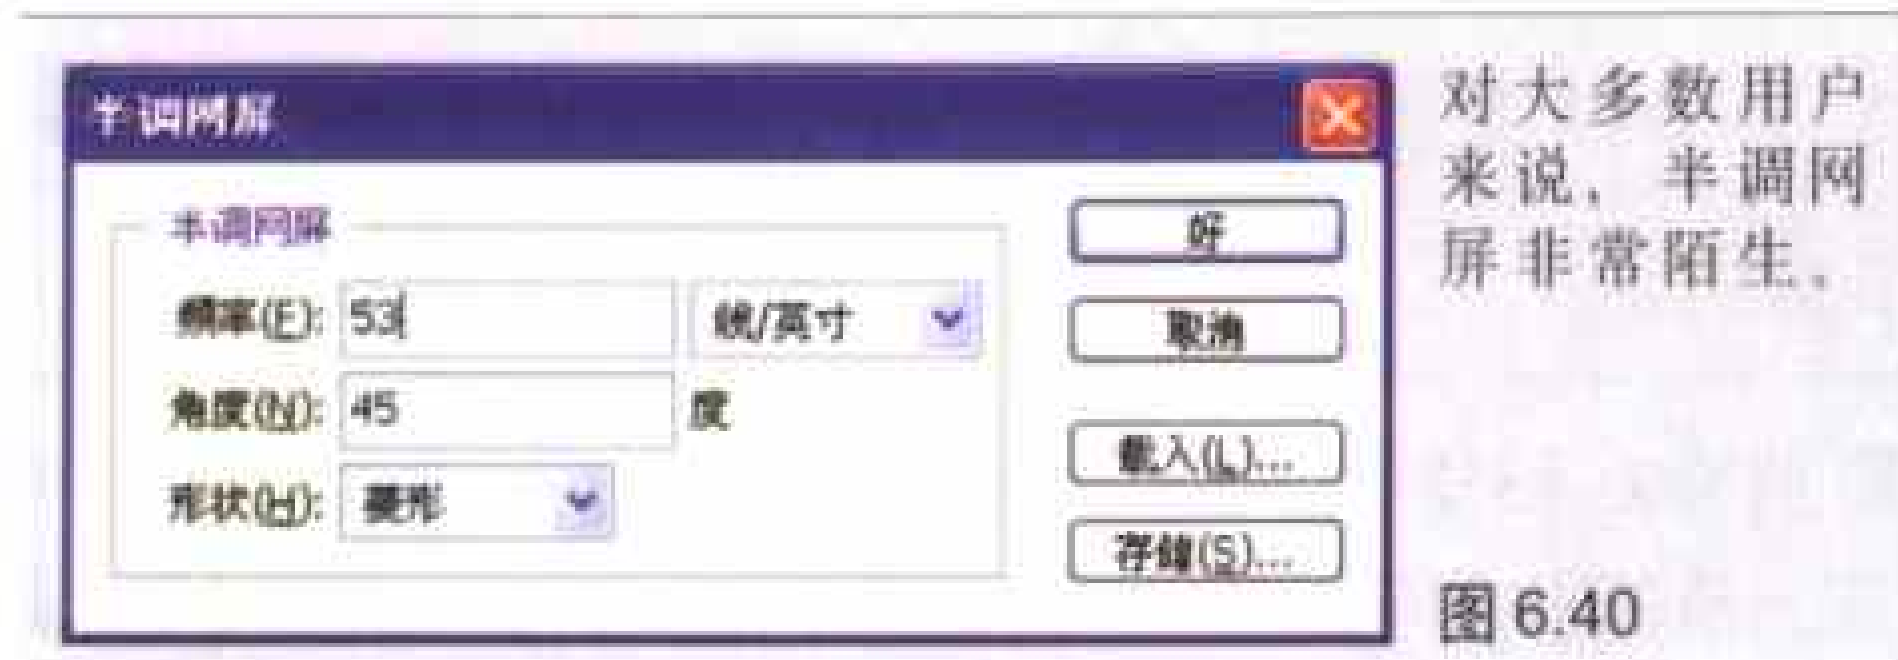 半调网屏
半调网屏
频率(F): 53 线/英寸
角度(N): 45 度
形状(H): 菱形
好
取消
载入(L)...
存储(S)...
对大多数用户
来说，半调网
屏非常陌生。
图 6.40